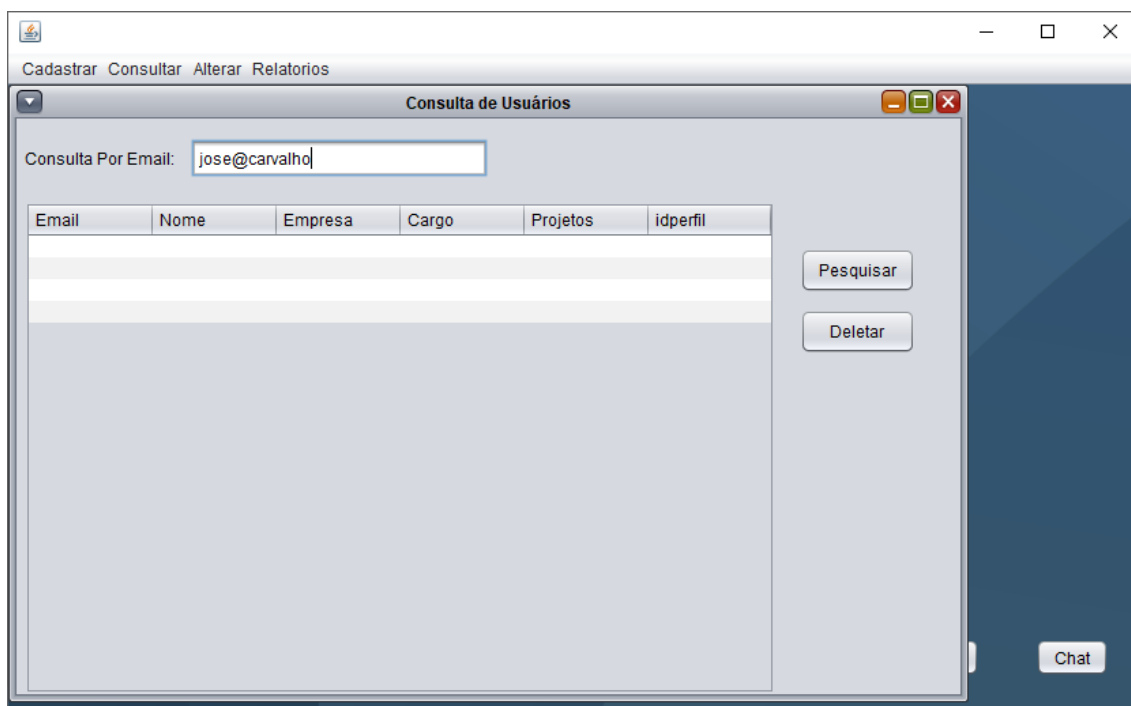 Cadastrar Consultar Alterar Relatorios
Consulta de Usuários
Consulta Por Email: jose@carvalho
Email Nome Empresa Cargo Projetos idperfil
Pesquisar
Deletar
Chat